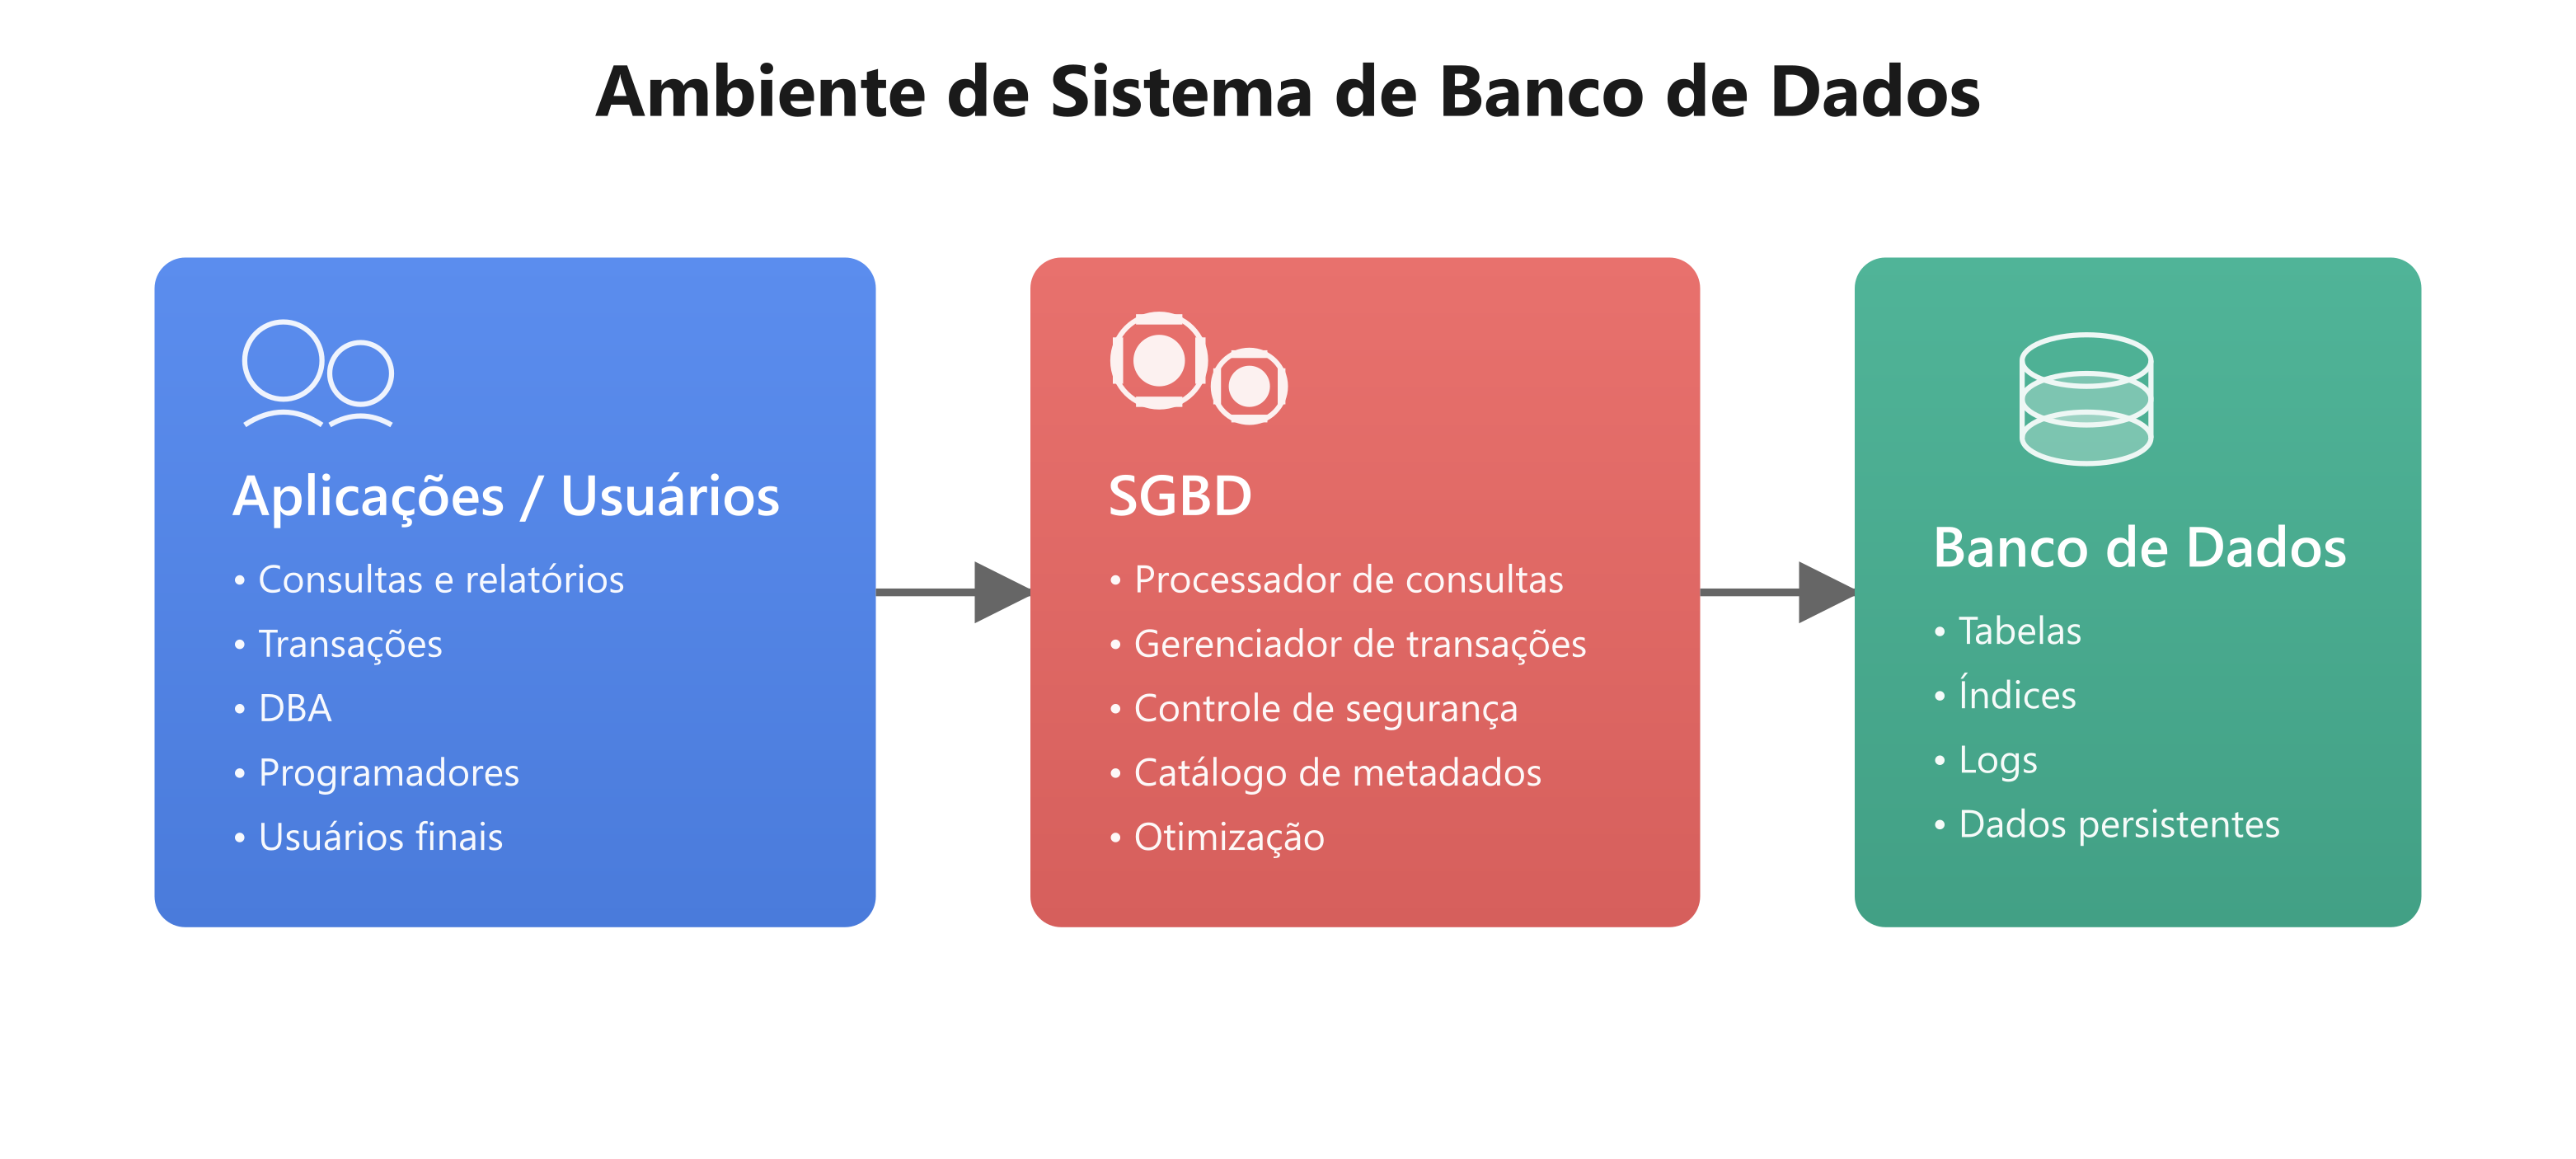 Ambiente de Sistema de Banco de Dados
Aplicações / Usuários
• Consultas e relatórios
• Transações
• DBA
• Programadores
• Usuários finais
SGBD
• Processador de consultas
• Gerenciador de transações
• Controle de segurança
• Catálogo de metadados
• Otimização
Banco de Dados
• Tabelas
• Índices
• Logs
• Dados persistentes